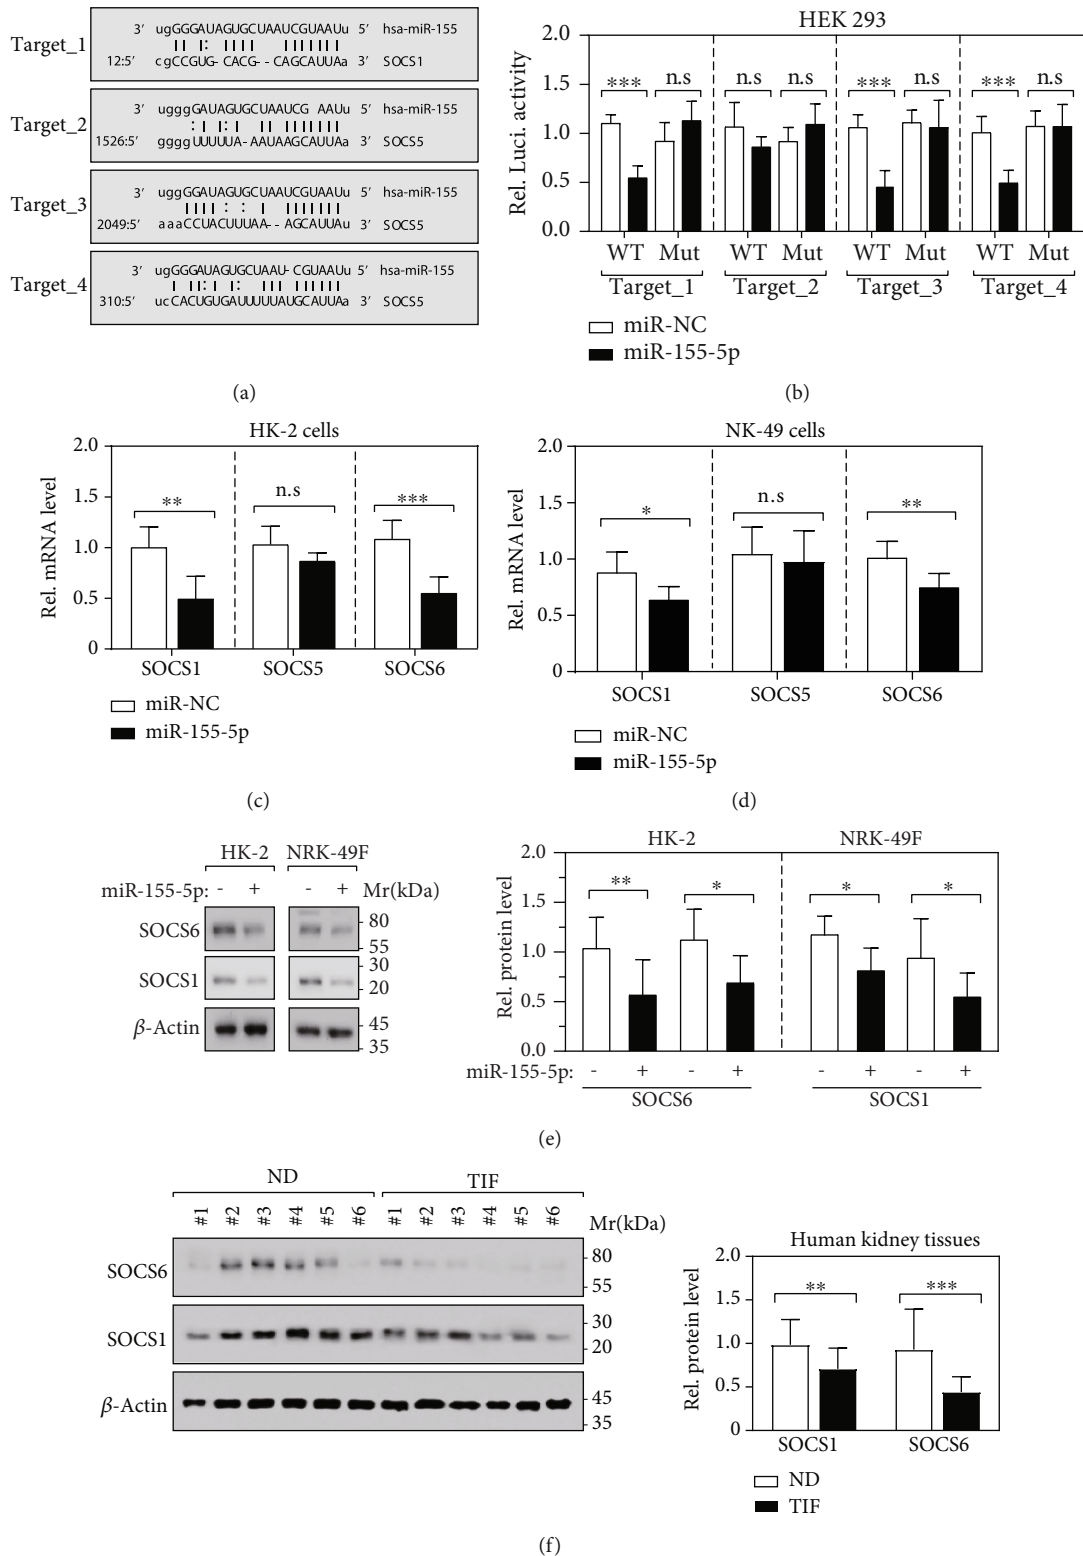 Target_1
3′ ugGGGAUAGUGCUAAUCGUAAUu 5′ hsa-miR-155
12:5′ cgCCGUG-CACG--CAGCAUUAa 3′ SOCS1
Target_2
3′ uggggAUAGUGCUAAUCG AAUu 5′ hsa-miR-155
1526:5′ ggggUUUUUA-AAUAAGCAUUAa 3′ SOCS5
Target_3
3′ uggGGAUAGUGCUAAUCGUAAUu 5′ hsa-miR-155
2049:5′ aaaCCUACUUUAA--AGCAUUAu 3′ SOCS5
Target_4
3′ ugGGGAUAGUGCUAAU-CGUAAUu 5′ hsa-miR-155
310:5′ ucCACUGUGAUUUUUAUGCAUUAa 3′ SOCS5
(a)
HEK 293
Rel. Luci. activity
2.0
1.5
1.0
0.5
0
*** n.s n.s n.s *** n.s *** n.s
WT Mut WT Mut WT Mut WT Mut
Target_1 Target_2 Target_3 Target_4
miR-NC
miR-155-5p
(b)
HK-2 cells
Rel. mRNA level
2.0
1.5
1.0
0.5
0
** n.s ***
SOCS1 SOCS5 SOCS6
miR-NC
miR-155-5p
(c)
NK-49 cells
Rel. mRNA level
2.0
1.5
1.0
0.5
0
* n.s **
SOCS1 SOCS5 SOCS6
miR-NC
miR-155-5p
(d)
HK-2 NRK-49F
miR-155-5p: - + - + Mr(kDa)
SOCS6
80
55
SOCS1
30
20
β-Actin
45
35
HK-2 NRK-49F
Rel. protein level
2.0
1.5
1.0
0.5
0.0
** * * *
miR-155-5p: - + - + - + - +
SOCS6 SOCS1
(e)
ND TIF
#1 #2 #3 #4 #5 #6 #1 #2 #3 #4 #5 #6 Mr(kDa)
SOCS6
80
55
SOCS1
30
20
β-Actin
45
35
Human kidney tissues
Rel. protein level
2.0
1.5
1.0
0.5
0
** ***
SOCS1 SOCS6
ND
TIF
(f)